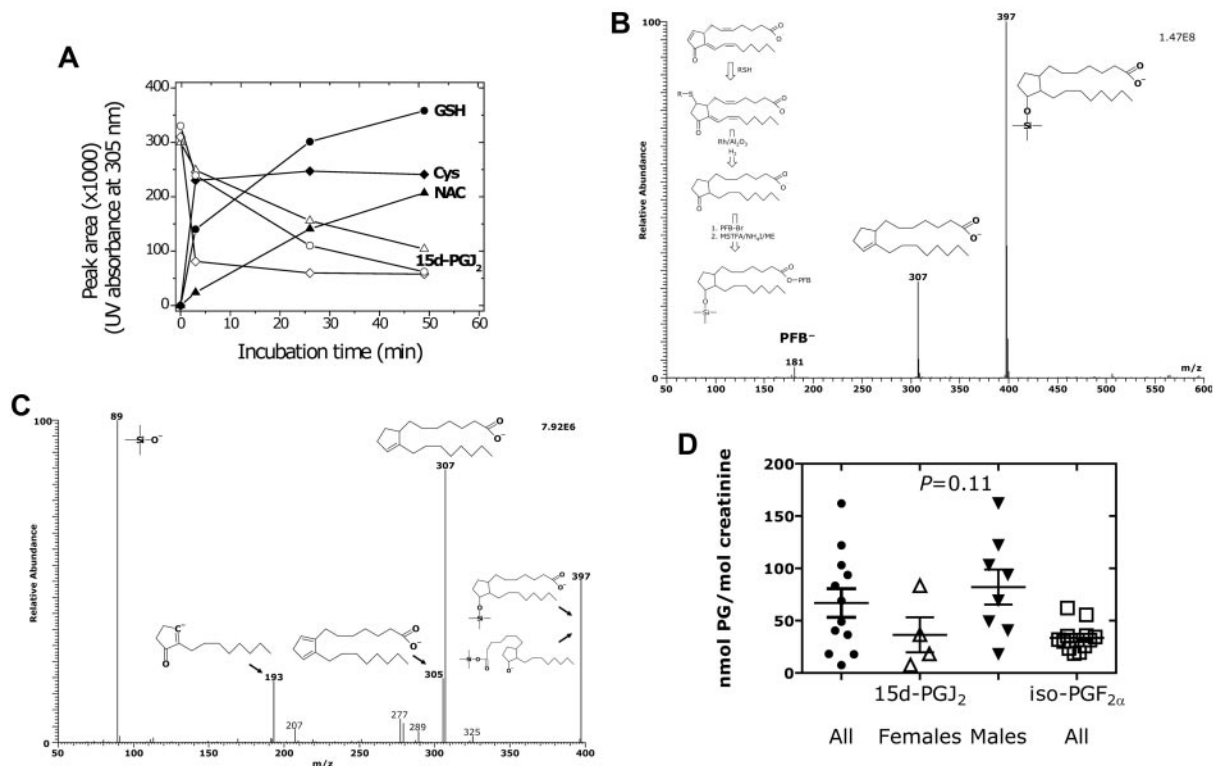 A
Peak area (x1000)
(UV absorbance at 305 nm)
400
300
200
100
0
GSH
Cys
NAC
15d-PGJ2
0 10 20 30 40 50 60
Incubation time (min)
B
100
Relative Abundance
0
397
1.47E8
RSH
R-S
Rh/Al2O3
H2
1. PFB-Br
2. MSTFA/NH4I/ME
O-PFB
Si
O
O
O-
Si
O
O-
307
PFB−
181
m/z
50 100 150 200 250 300 350 400 450 500 550 600
C
100
Relative Abundance
0
89
Si-O-
7.92E6
307
397
193
207
277
289
305
325
50 100 150 200 250 300 350 400
m/z
D
nmol PG/mol creatinine
200
150
100
50
0
P=0.11
15d-PGJ2 iso-PGF2α
All Females Males All